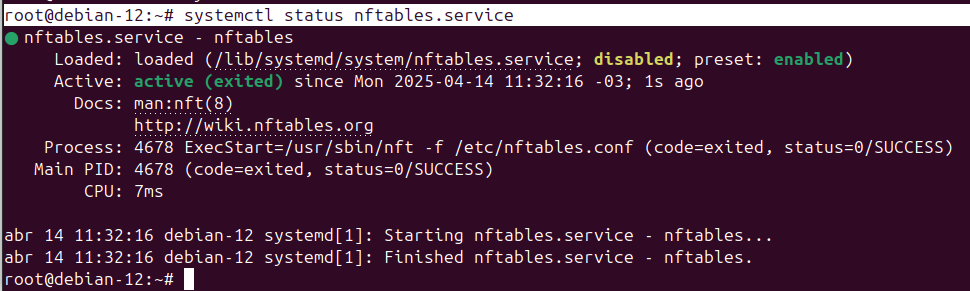 root@debian-12:~# systemctl status nftables.service
● nftables.service - nftables
     Loaded: loaded (/lib/systemd/system/nftables.service; disabled; preset: enabled)
     Active: active (exited) since Mon 2025-04-14 11:32:16 -03; 1s ago
       Docs: man:nft(8)
             http://wiki.nftables.org
    Process: 4678 ExecStart=/usr/sbin/nft -f /etc/nftables.conf (code=exited, status=0/SUCCESS)
   Main PID: 4678 (code=exited, status=0/SUCCESS)
        CPU: 7ms

abr 14 11:32:16 debian-12 systemd[1]: Starting nftables.service - nftables...
abr 14 11:32:16 debian-12 systemd[1]: Finished nftables.service - nftables.
root@debian-12:~#